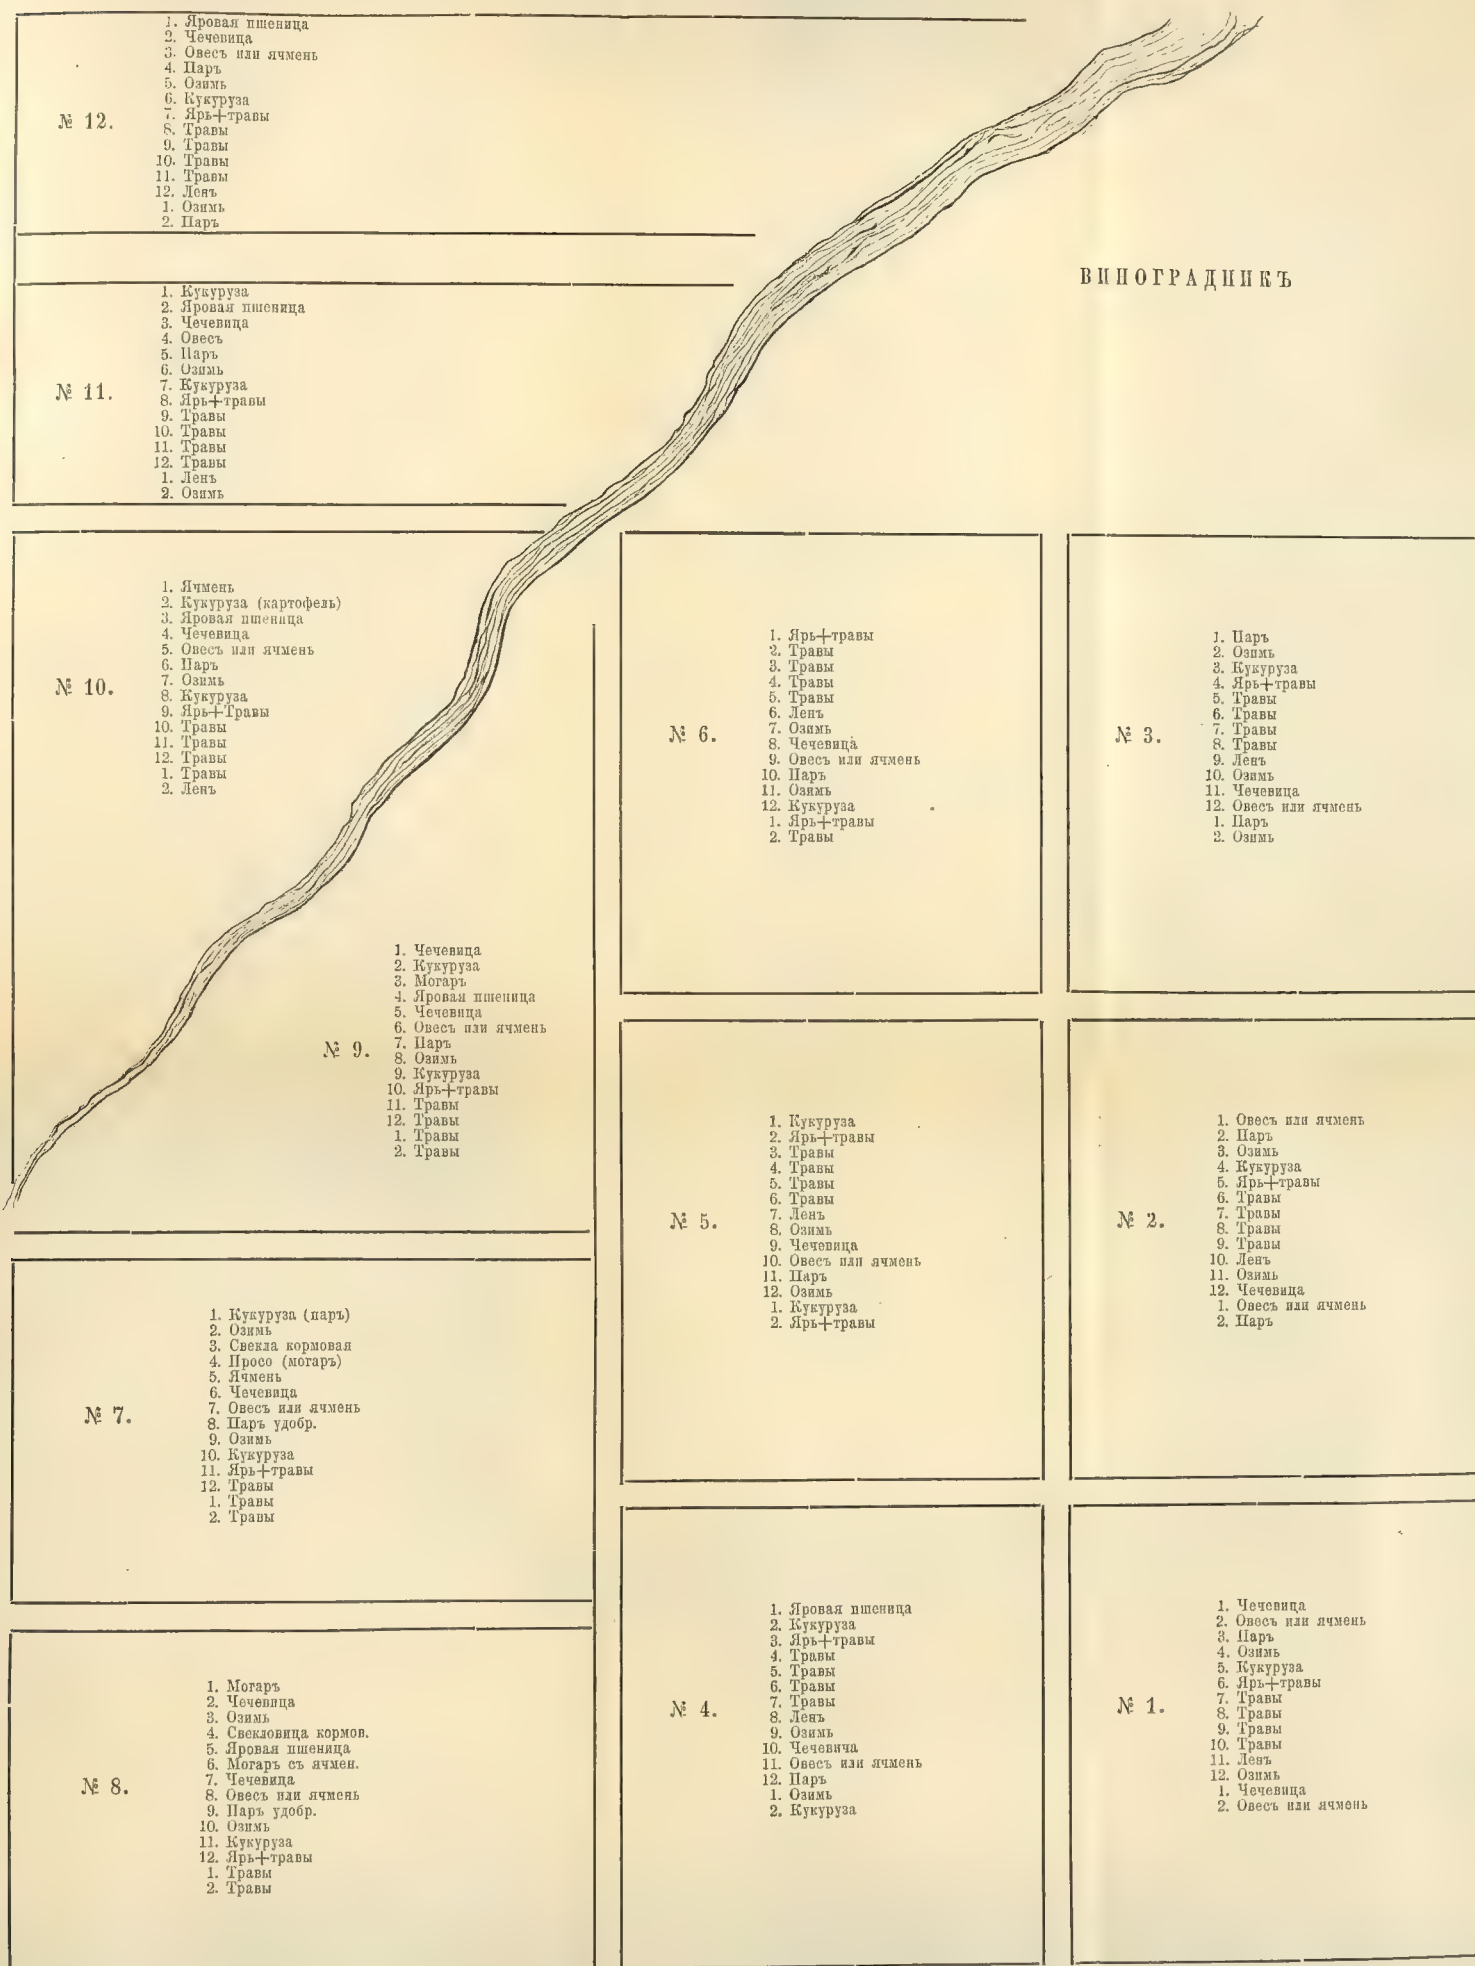 № 12.
1. Яровая пшеница
2. Чечевица
3. Овесъ или ячмень
4. Паръ
5. Озимь
6. Кукуруза
7. Ярь+травы
8. Травы
9. Травы
10. Травы
11. Травы
12. Ленъ
1. Озимь
2. Паръ
ВИНОГРАДНИКЪ
№ 11.
1. Кукуруза
2. Яровая пшеница
3. Чечевица
4. Овесъ
5. Паръ
6. Озимь
7. Кукуруза
8. Ярь+травы
9. Травы
10. Травы
11. Травы
12. Травы
1. Ленъ
2. Озимь
№ 10.
1. Ячмень
2. Кукуруза (картофель)
3. Яровая пшеница
4. Чечевица
5. Овесъ или ячмень
6. Паръ
7. Озимь
8. Кукуруза
9. Ярь+Травы
10. Травы
11. Травы
12. Травы
1. Травы
2. Ленъ
№ 6.
1. Ярь+травы
2. Травы
3. Травы
4. Травы
5. Травы
6. Ленъ
7. Озимь
8. Чечевица
9. Овесъ или ячмень
10. Паръ
11. Озимь
12. Кукуруза
1. Ярь+травы
2. Травы
№ 3.
1. Паръ
2. Озимь
3. Кукуруза
4. Ярь+травы
5. Травы
6. Травы
7. Травы
8. Травы
9. Ленъ
10. Озимь
11. Чечевица
12. Овесъ или ячмень
1. Паръ
2. Озимь
№ 9.
1. Чечевица
2. Кукуруза
3. Могаръ
4. Яровая пшеница
5. Чечевица
6. Овесъ или ячмень
7. Паръ
8. Озимь
9. Кукуруза
10. Ярь+травы
11. Травы
12. Травы
1. Травы
2. Травы
№ 5.
1. Кукуруза
2. Ярь+травы
3. Травы
4. Травы
5. Травы
6. Травы
7. Ленъ
8. Озимь
9. Чечевица
10. Овесъ или ячмень
11. Паръ
12. Озимь
1. Кукуруза
2. Ярь+травы
№ 2.
1. Овесъ или ячмень
2. Паръ
3. Озимь
4. Кукуруза
5. Ярь+травы
6. Травы
7. Травы
8. Травы
9. Травы
10. Ленъ
11. Озимь
12. Чечевица
1. Овесъ или ячмень
2. Паръ
№ 7.
1. Кукуруза (паръ)
2. Озимь
3. Свекла кормовая
4. Просо (могаръ)
5. Ячмень
6. Чечевица
7. Овесъ или ячмень
8. Паръ удобр.
9. Озимь
10. Кукуруза
11. Ярь+травы
12. Травы
1. Травы
2. Травы
№ 8.
1. Могаръ
2. Чечевица
3. Озимь
4. Свекловица кормов.
5. Яровая пшеница
6. Могаръ съ ячмен.
7. Чечевица
8. Овесъ или ячмень
9. Паръ удобр.
10. Озимь
11. Кукуруза
12. Ярь+травы
1. Травы
2. Травы
№ 4.
1. Яровая пшеница
2. Кукуруза
3. Ярь+травы
4. Травы
5. Травы
6. Травы
7. Травы
8. Ленъ
9. Озимь
10. Чечевича
11. Овесъ или ячмень
12. Паръ
1. Озимь
2. Кукуруза
№ 1.
1. Чечевица
2. Овесъ или ячмень
3. Паръ
4. Озимь
5. Кукуруза
6. Ярь+травы
7. Травы
8. Травы
9. Травы
10. Травы
11. Ленъ
12. Озимь
1. Чечевица
2. Овесъ или ячмень